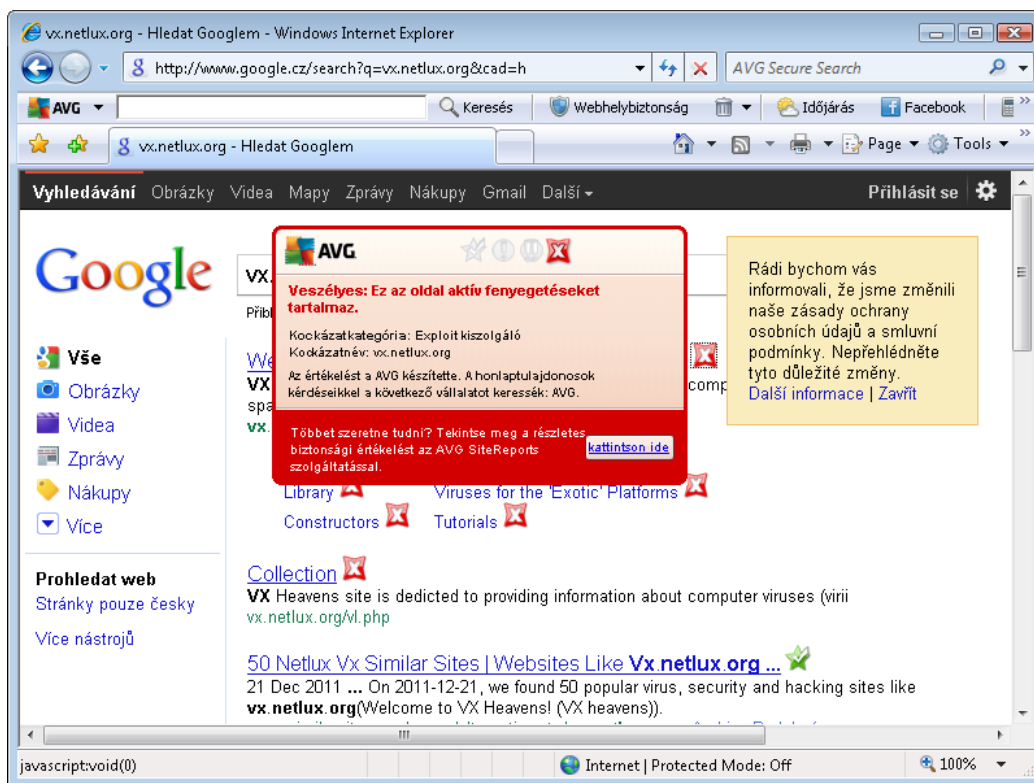 vx.netlux.org - Hledat Googlem - Windows Internet Explorer
http://www.google.cz/search?q=vx.netlux.org&cad=h
AVG Secure Search
AVG
Keresés
Webhelybiztonság
Időjárás
Facebook
vx.netlux.org - Hledat Googlem
Page
Tools
Vyhledávání Obrázky Videa Mapy Zprávy Nákupy Gmail Další
Přihlásit se
Google
AVG
Veszélyes: Ez az oldal aktív fenyegetéseket
tartalmaz.
Kockázatkategória: Exploit kiszolgáló
Kockázatnév: vx.netlux.org
Az értékelést a AVG készítette. A honlaptulajdonosok
kérdéseikkel a következő vállalatot keressék: AVG.
Többet szeretne tudni? Tekintse meg a részletes
biztonsági értékelést az AVG SiteReports
szolgáltatással.
kattintson ide
Rádi bychom vás
informovali, že jsme změnili
naše zásady ochrany
osobních údajů a smluvní
podmínky. Nepřehlédněte
tyto důležité změny.
Další informace | Zavřít
Vše
Obrázky
Videa
Zprávy
Nákupy
Více
Prohledat web
Stránky pouze česky
Více nástrojů
VX
Library
Viruses for the 'Exotic' Platforms
Constructors
Tutorials
Collection
VX Heavens site is dedicted to providing information about computer viruses (virii
vx.netlux.org/vl.php
50 Netlux Vx Similar Sites | Websites Like Vx.netlux.org ...
21 Dec 2011 ... On 2011-12-21, we found 50 popular virus, security and hacking sites like
vx.netlux.org(Welcome to VX Heavens! (VX heavens)).
javascript:void(0)
Internet | Protected Mode: Off
100%